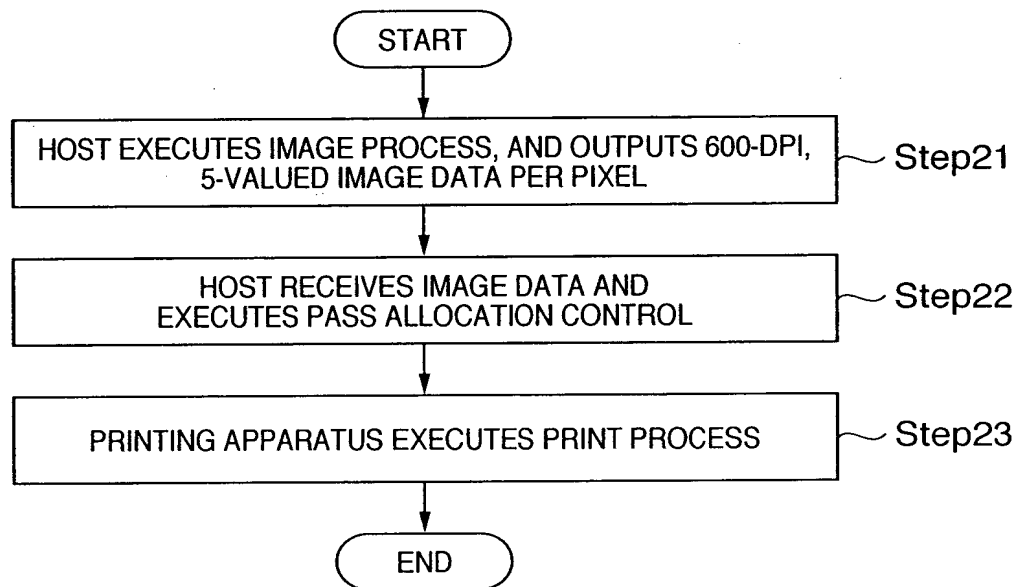 START
HOST EXECUTES IMAGE PROCESS, AND OUTPUTS 600-DPI,
5-VALUED IMAGE DATA PER PIXEL
Step21
HOST RECEIVES IMAGE DATA AND
EXECUTES PASS ALLOCATION CONTROL
Step22
PRINTING APPARATUS EXECUTES PRINT PROCESS
Step23
END